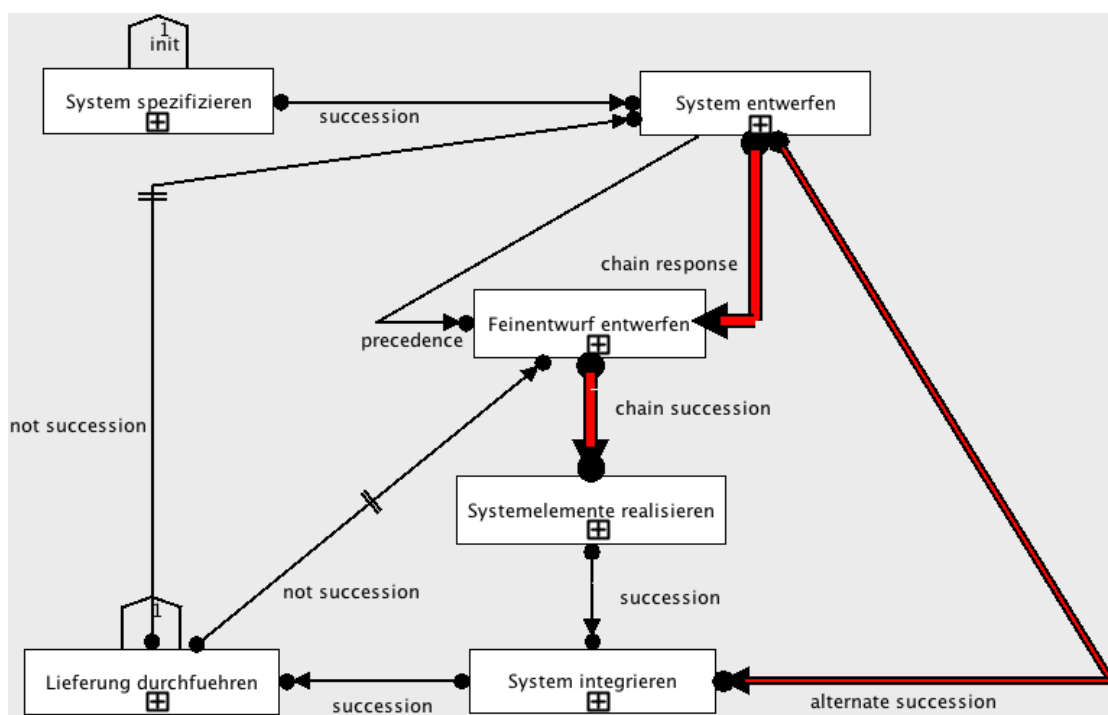 1
init
System spezifizieren
System entwerfen
succession
chain response
Feinentwurf entwerfen
precedence
chain succession
not succession
Systemelemente realisieren
not succession
succession
1
Lieferung durchfuehren
System integrieren
succession
alternate succession